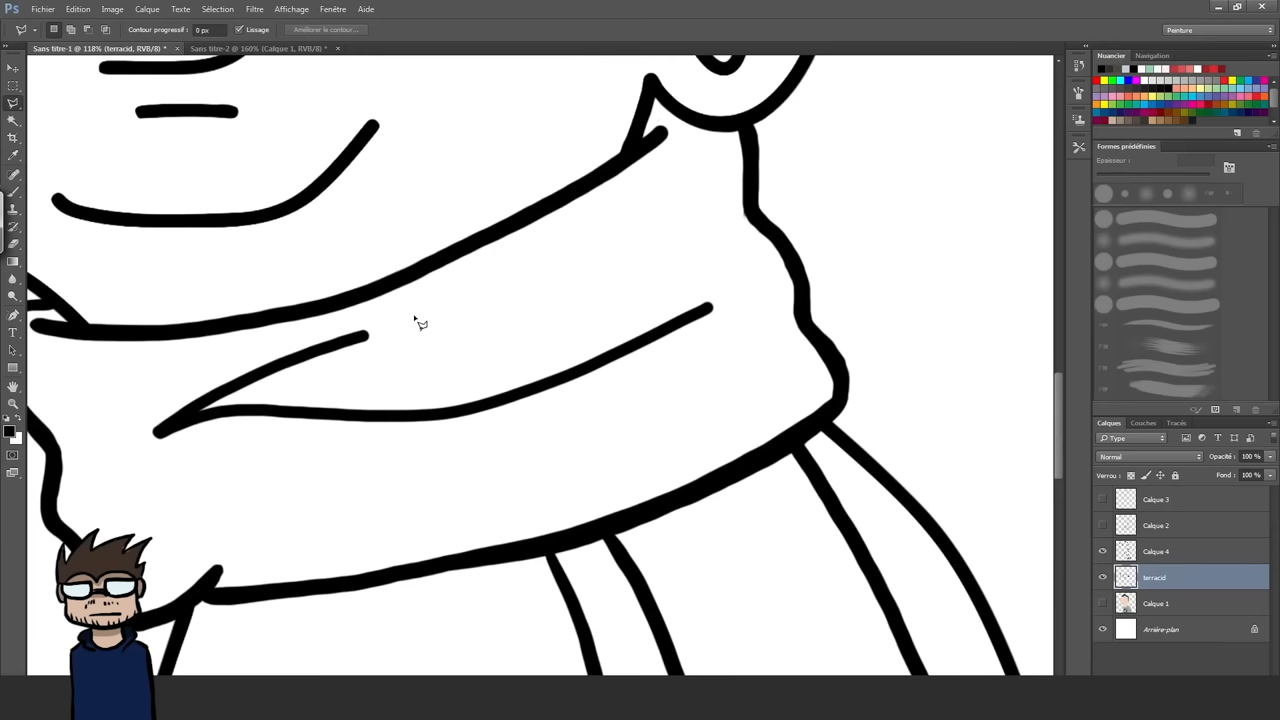 Ps Fichier Edition Image Calque Texte Sélection Filtre Affichage Fenêtre Aide
Contour progressif : 0 px Lissage Améliorer le contour... Peinture
Sans titre-1 @ 118% (terracid, RVB/8) * × Sans titre-2 @ 160% (Calque 1, RVB/8) * ×
Nuancier Navigation
Formes prédéfinies
Epaisseur :
Calques Couches Tracés
Type
Normal Opacité : 100 %
Verrou : Fond : 100 %
Calque 3
Calque 2
Calque 4
terracid
Calque 1
Arrière-plan